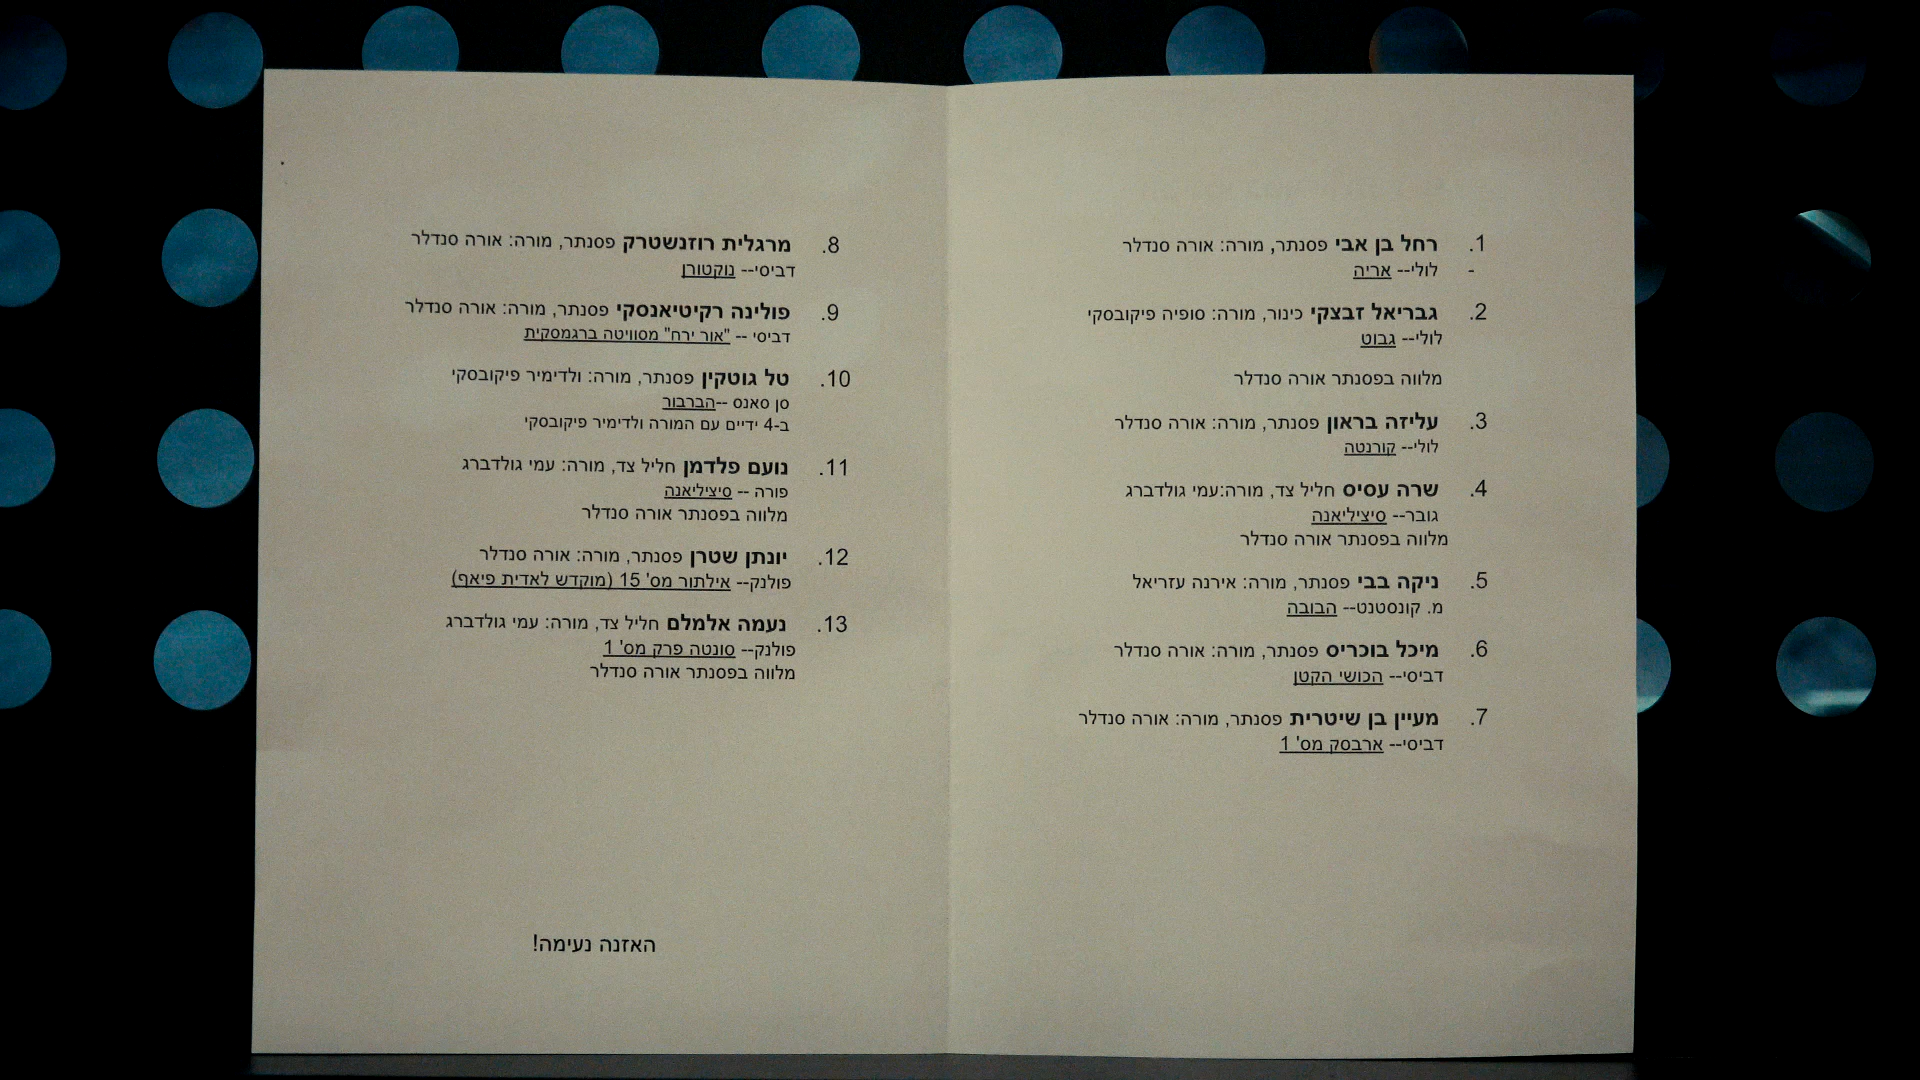 1. רחל בן אבי פסנתר, מורה: אורה סנדלר
- לולי-- אריה
2. גבריאל זבצקי כינור, מורה: סופיה פיקובסקי
לולי-- גבוט
מלווה בפסנתר אורה סנדלר
3. עליזה בראון פסנתר, מורה: אורה סנדלר
לולי-- קורנטה
4. שרה עסיס חליל צד, מורה:עמי גולדברג
גובר-- סיציליאנה
מלווה בפסנתר אורה סנדלר
5. ניקה בבי פסנתר, מורה: אירנה עזריאל
מ. קונסטנט-- הבובה
6. מיכל בוכריס פסנתר, מורה: אורה סנדלר
דביסי-- הכושי הקטן
7. מעיין בן שיטרית פסנתר, מורה: אורה סנדלר
דביסי-- ארבסק מס' 1
8. מרגלית רוזנשטרק פסנתר, מורה: אורה סנדלר
דביסי-- נוקטורן
9. פולינה רקיטיאנסקי פסנתר, מורה: אורה סנדלר
דביסי -- "אור ירח" מסוויטה ברגמסקית
10. טל גוטקין פסנתר, מורה: ולדימיר פיקובסקי
סן סאנס --הברבור
ב-4 ידיים עם המורה ולדימיר פיקובסקי
11. נועם פלדמן חליל צד, מורה: עמי גולדברג
פורה -- סיציליאנה
מלווה בפסנתר אורה סנדלר
12. יונתן שטרן פסנתר, מורה: אורה סנדלר
פולנק-- אילתור מס' 15 (מוקדש לאדית פיאף)
13. נעמה אלמלם חליל צד, מורה: עמי גולדברג
פולנק-- סונטה פרק מס' 1
מלווה בפסנתר אורה סנדלר
האזנה נעימה!